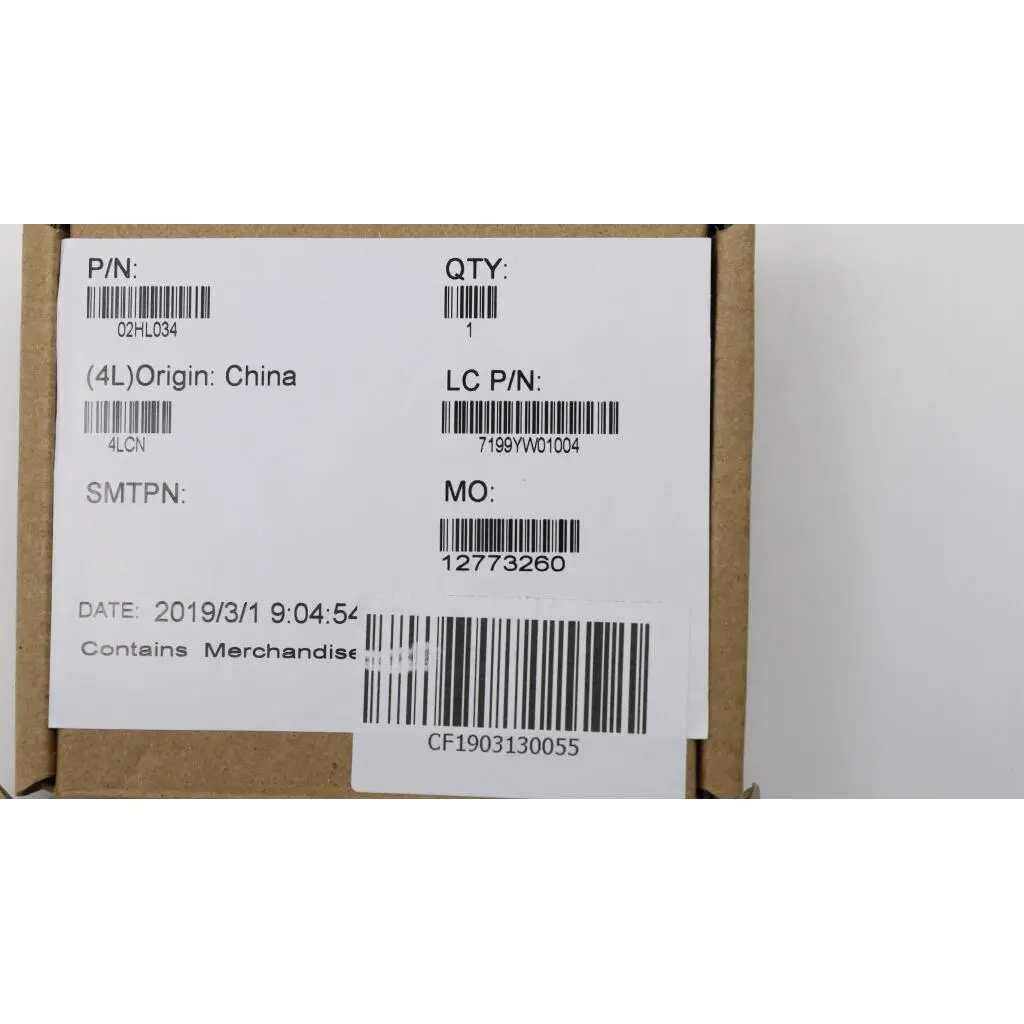 P/N:
02HL034
QTY:
1
(4L)Origin: China
4LCN
LC P/N:
7199YW01004
SMTPN:
MO:
12773260
DATE: 2019/3/1 9:04:54
Contains Merchandise
CF1903130055